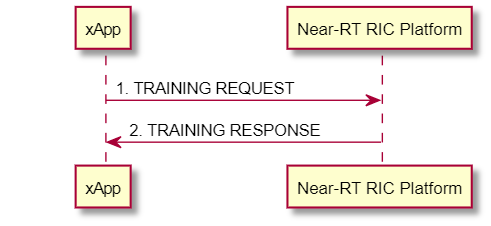 xApp Near-RT RIC Platform
1. TRAINING REQUEST
2. TRAINING RESPONSE
xApp Near-RT RIC Platform